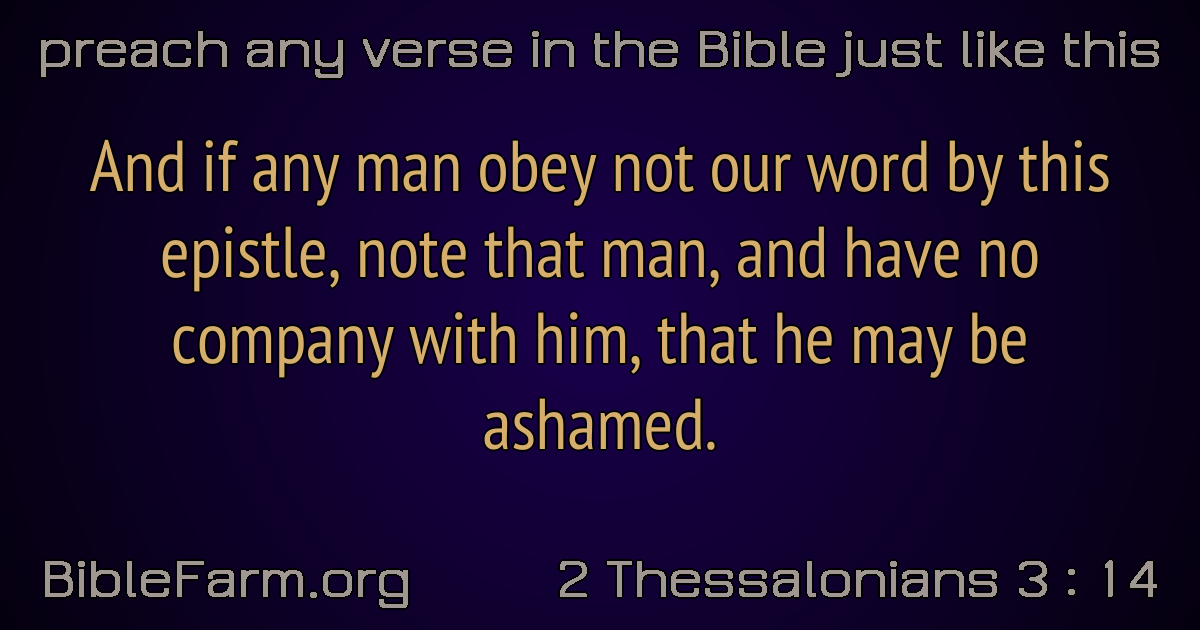 preach any verse in the Bible just like this
And if any man obey not our word by this
epistle, note that man, and have no
company with him, that he may be
ashamed.
BibleFarm.org
2 Thessalonians 3 : 14